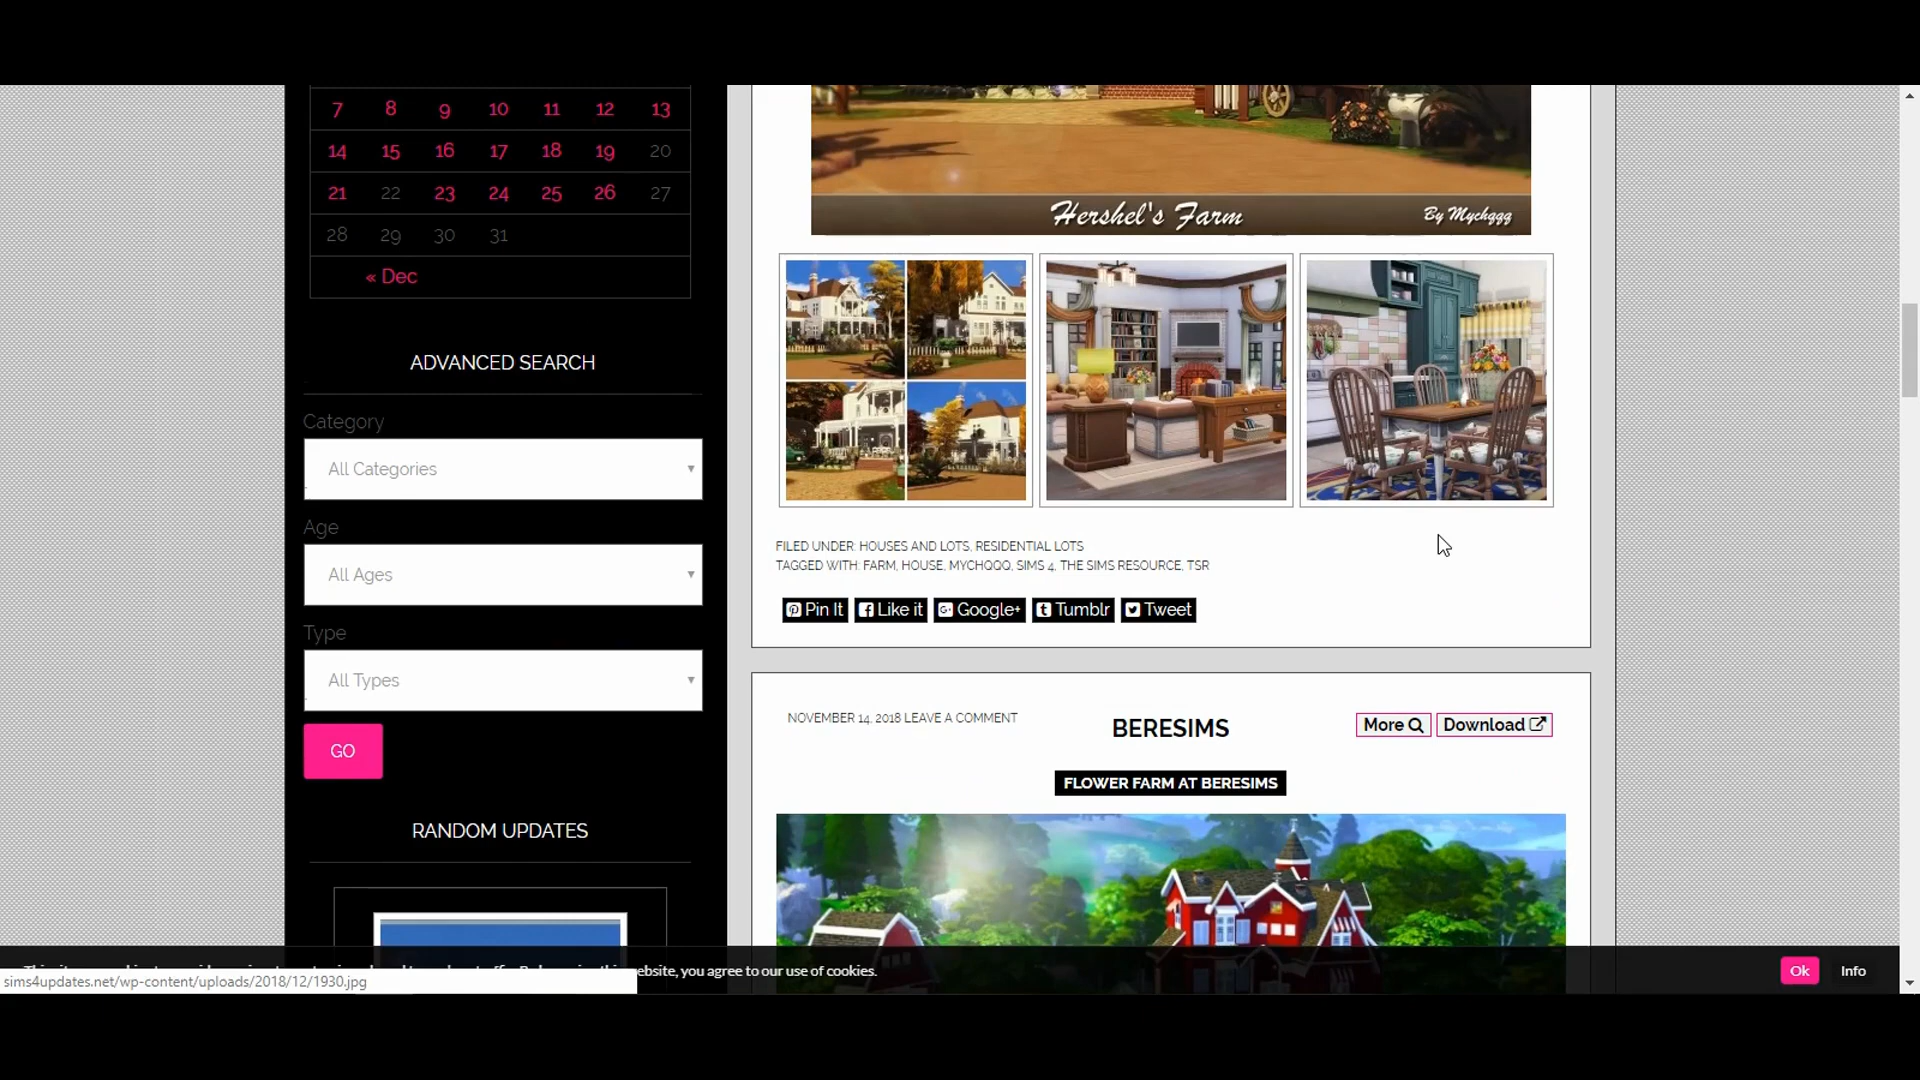 7 8 9 10 11 12 13
14 15 16 17 18 19 20
21 22 23 24 25 26 27
28 29 30 31
« Dec
ADVANCED SEARCH
Category
All Categories
Age
All Ages
Type
All Types
GO
RANDOM UPDATES
Hershel's Farm
By Mychqqq
FILED UNDER: HOUSES AND LOTS, RESIDENTIAL LOTS
TAGGED WITH: FARM, HOUSE, MYCHQQQ, SIMS 4, THE SIMS RESOURCE, TSR
Pin It Like it Google+ Tumblr Tweet
NOVEMBER 14, 2018 LEAVE A COMMENT
BERESIMS
More Download
FLOWER FARM AT BERESIMS
website, you agree to our use of cookies.
Ok Info
sims4updates.net/wp-content/uploads/2018/12/1930.jpg